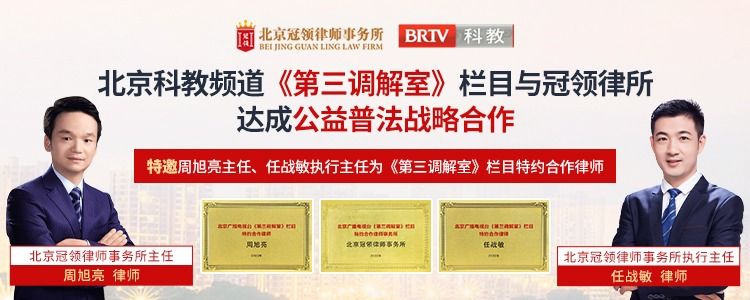 北京冠领律师事务所
BEI JING GUAN LING LAW FIRM
BRTV 科教
北京科教频道《第三调解室》栏目与冠领律所
达成公益普法战略合作
特邀周旭亮主任、任战敏执行主任为《第三调解室》栏目特约合作律师
北京广播电视台《第三调解室》栏目
特约合作律师
周旭亮
北京广播电视台《第三调解室》栏目
特约合作律师事务所
北京冠领律师事务所
北京广播电视台《第三调解室》栏目
特约合作律师
任战敏
北京冠领律师事务所主任
周旭亮 律师
北京冠领律师事务所执行主任
任战敏 律师